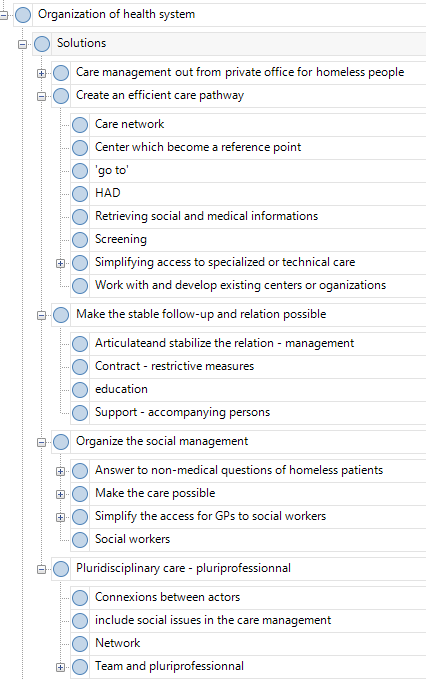 Organization of health system
Solutions
Care management out from private office for homeless people
Create an efficient care pathway
Care network
Center which become a reference point
'go to'
HAD
Retrieving social and medical informations
Screening
Simplifying access to specialized or technical care
Work with and develop existing centers or oganizations
Make the stable follow-up and relation possible
Articulateand stabilize the relation - management
Contract - restrictive measures
education
Support - accompanying persons
Organize the social management
Answer to non-medical questions of homeless patients
Make the care possible
Simplify the access for GPs to social workers
Social workers
Pluridisciplinary care - pluriprofessionnal
Connexions between actors
include social issues in the care management
Network
Team and pluriprofessionnal